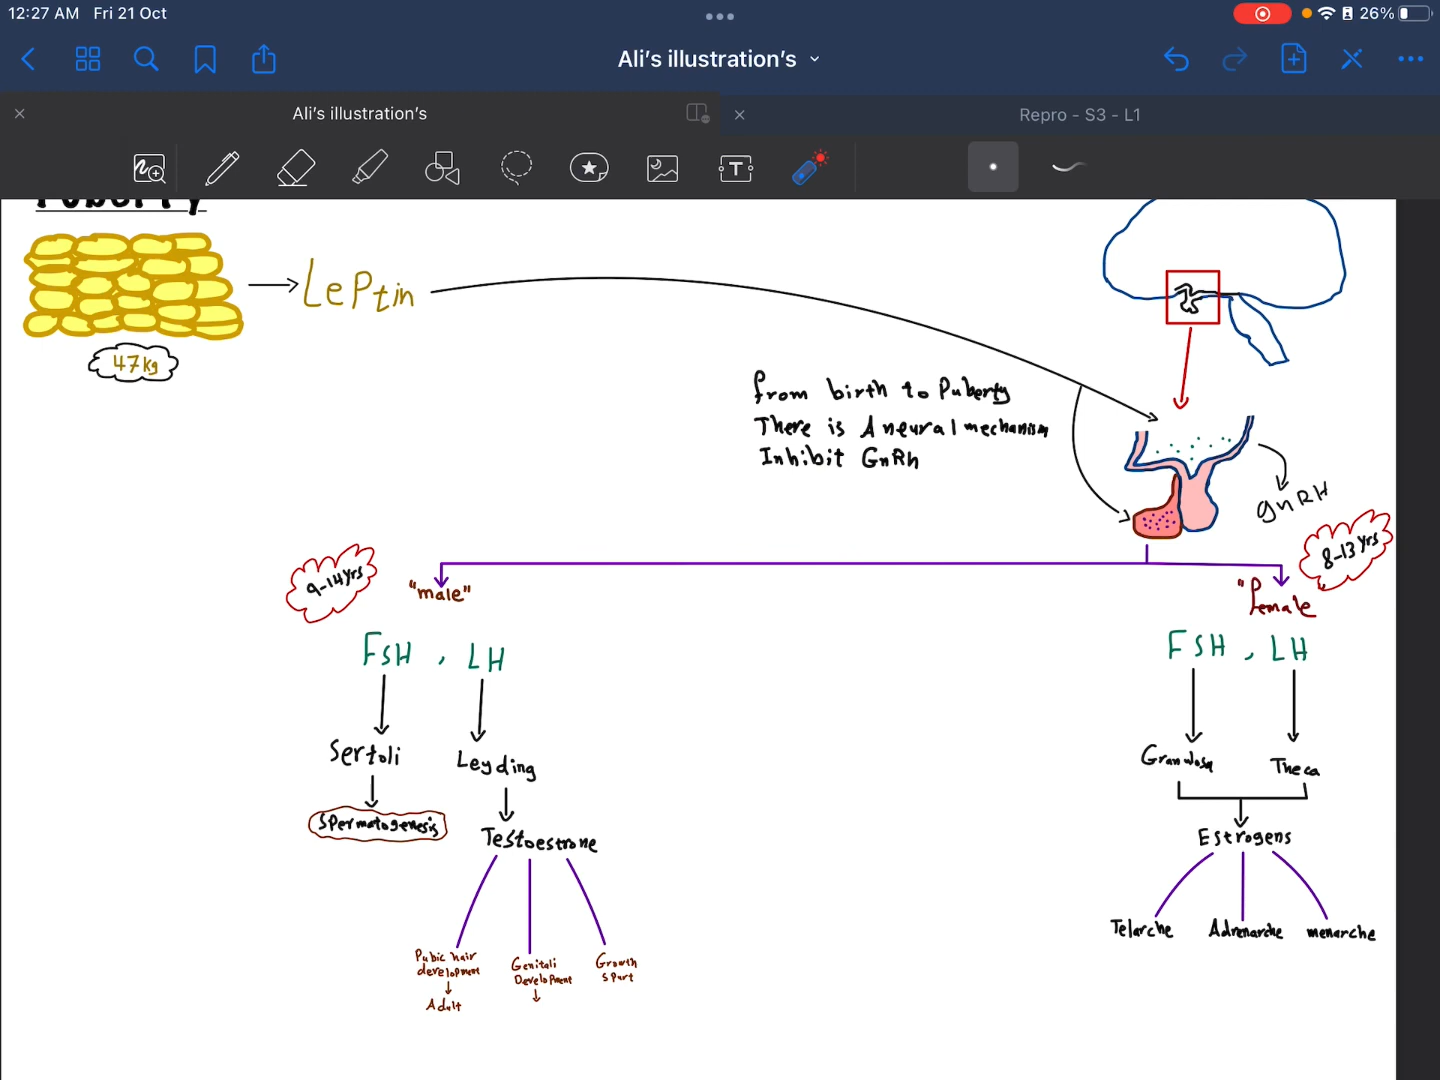 12:27 AM Fri 21 Oct
26%
Ali's illustration's
Ali's illustration's
Repro - S3 - L1
T
Puberty
LePtin
47kg
from birth to Puberty
There is A neural mechanism
Inhibit GnRh
gnRH
9-14yrs
"male"
8-13 yrs
"female
FSH , LH
FSH , LH
Sertoli
Leyding
Granulosa
Theca
Spermatogenesis
Testoestrone
Estrogens
Telarche
Adrenarche
menarche
Pubic hair
development
Adult
Genitali
Development
Growth
spurt